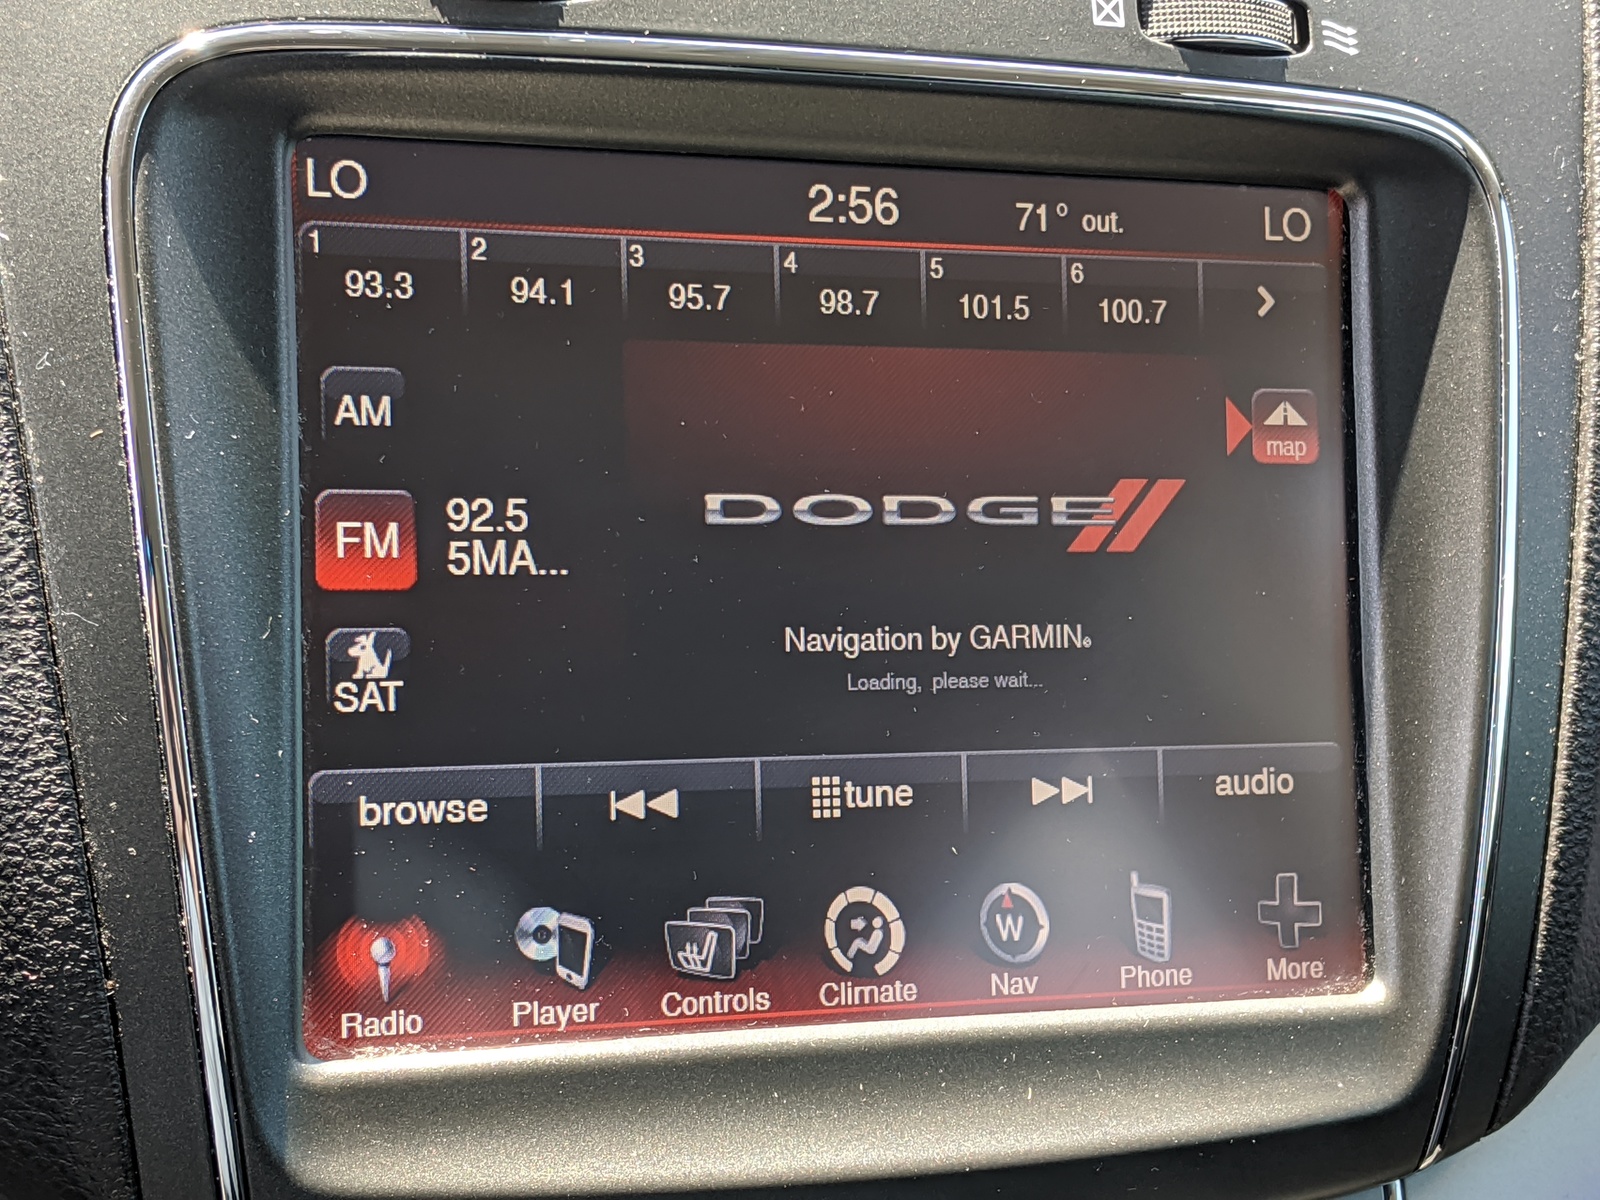 LO 2:56 71° out. LO
1 2 3 4 5 6
93.3 94.1 95.7 98.7 101.5 100.7
AM
map
FM
92.5
5MA...
DODGE
SAT
Navigation by GARMIN®
Loading, please wait...
browse tune audio
W
Radio Player Controls Climate Nav Phone More